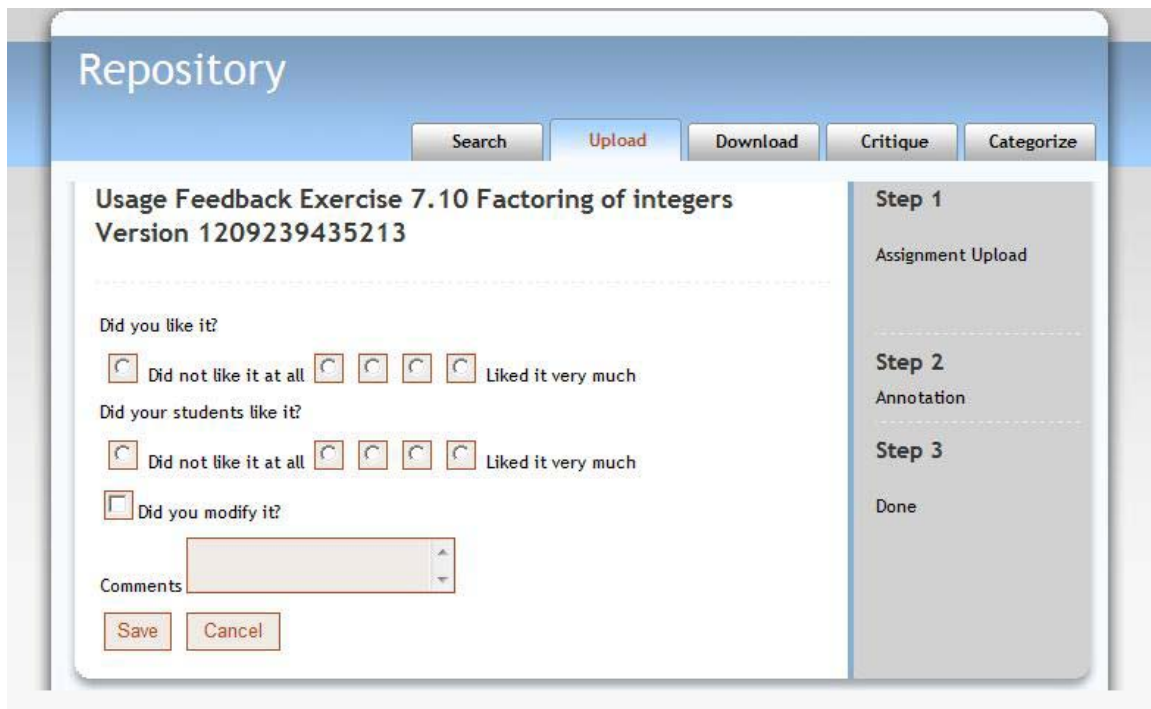 Repository
Search Upload Download Critique Categorize
Usage Feedback Exercise 7.10 Factoring of integers
Version 1209239435213
Did you like it?
Did not like it at all Liked it very much
Did your students like it?
Did not like it at all Liked it very much
Did you modify it?
Comments
Save Cancel
Step 1
Assignment Upload
Step 2
Annotation
Step 3
Done